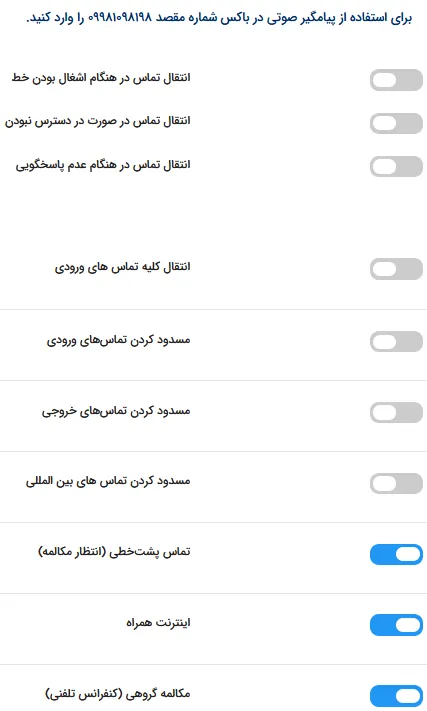 برای استفاده از پیامگیر صوتی در باکس شماره مقصد ۰۹۹۸۱۰۹۸۱۹۸ را وارد کنید.
انتقال تماس در هنگام اشغال بودن خط
انتقال تماس در صورت در دسترس نبودن
انتقال تماس در هنگام عدم پاسخگویی
انتقال کلیه تماس های ورودی
مسدود کردن تماس‌های ورودی
مسدود کردن تماس‌های خروجی
مسدود کردن تماس های بین المللی
تماس پشت‌خطی (انتظار مکالمه)
اینترنت همراه
مکالمه گروهی (کنفرانس تلفنی)